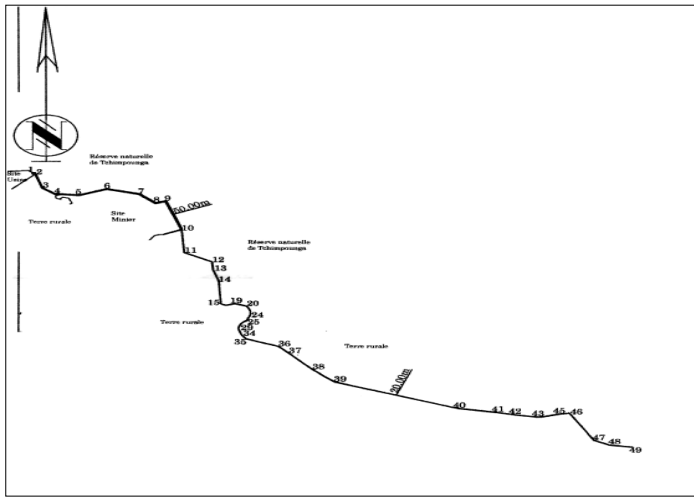 N
Réserve naturelle
de Tchimpounga
1 2
Site
Usine
3
4
5
6
7
8
9
50.00m
Terre rurale
Site
Minier
10
11
Réserve naturelle
de Tchimpounga
12
13
14
15
19
20
24
25
29
34
35
Terre rurale
36
37
Terre rurale
38
39
20.00m
40
41
42
43
45
46
47
48
49